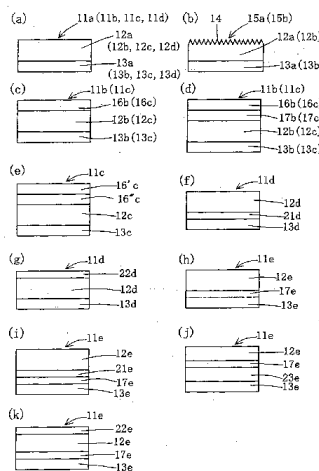 (a)
11a (11b, 11c, 11d)
12a
(12b, 12c, 12d)
13a
(13b, 13c, 13d)
(b)
14
15a (15b)
12a (12b)
13a (13b)
(c)
11b (11c)
16b (16c)
12b (12c)
13b (13c)
(d)
11b (11c)
16b (16c)
17b (17c)
12b (12c)
13b (13c)
(e)
11c
16'c
16"c
12c
13c
(f)
11d
12d
21d
13d
(g)
11d
22d
12d
13d
(h)
11e
12e
17e
13e
(i)
11e
12e
21e
17e
13e
(j)
11e
12e
17e
23e
13e
(k)
11e
22e
12e
17e
13e